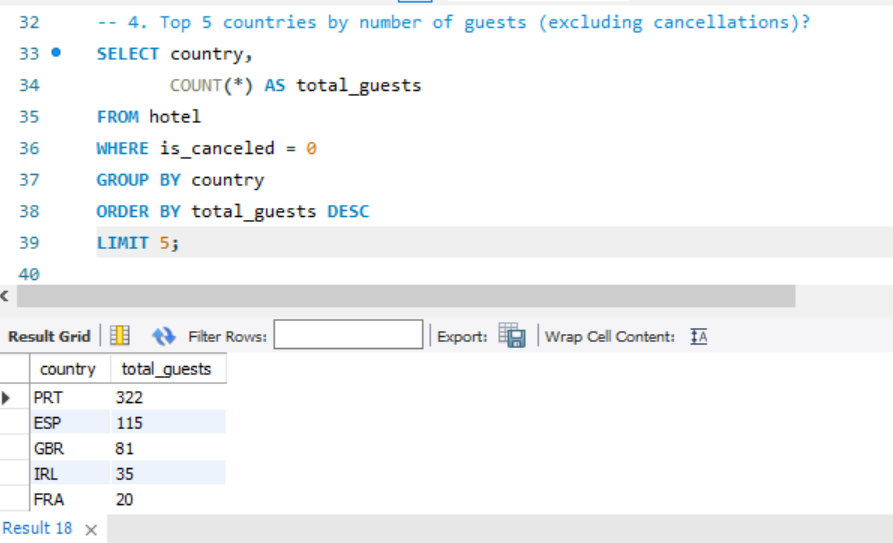 32 -- 4. Top 5 countries by number of guests (excluding cancellations)?
33 SELECT country,
34 COUNT(*) AS total_guests
35 FROM hotel
36 WHERE is_canceled = 0
37 GROUP BY country
38 ORDER BY total_guests DESC
39 LIMIT 5;
40
Result Grid Filter Rows: Export: Wrap Cell Content: IA
country total_guests
PRT 322
ESP 115
GBR 81
IRL 35
FRA 20
Result 18 ×